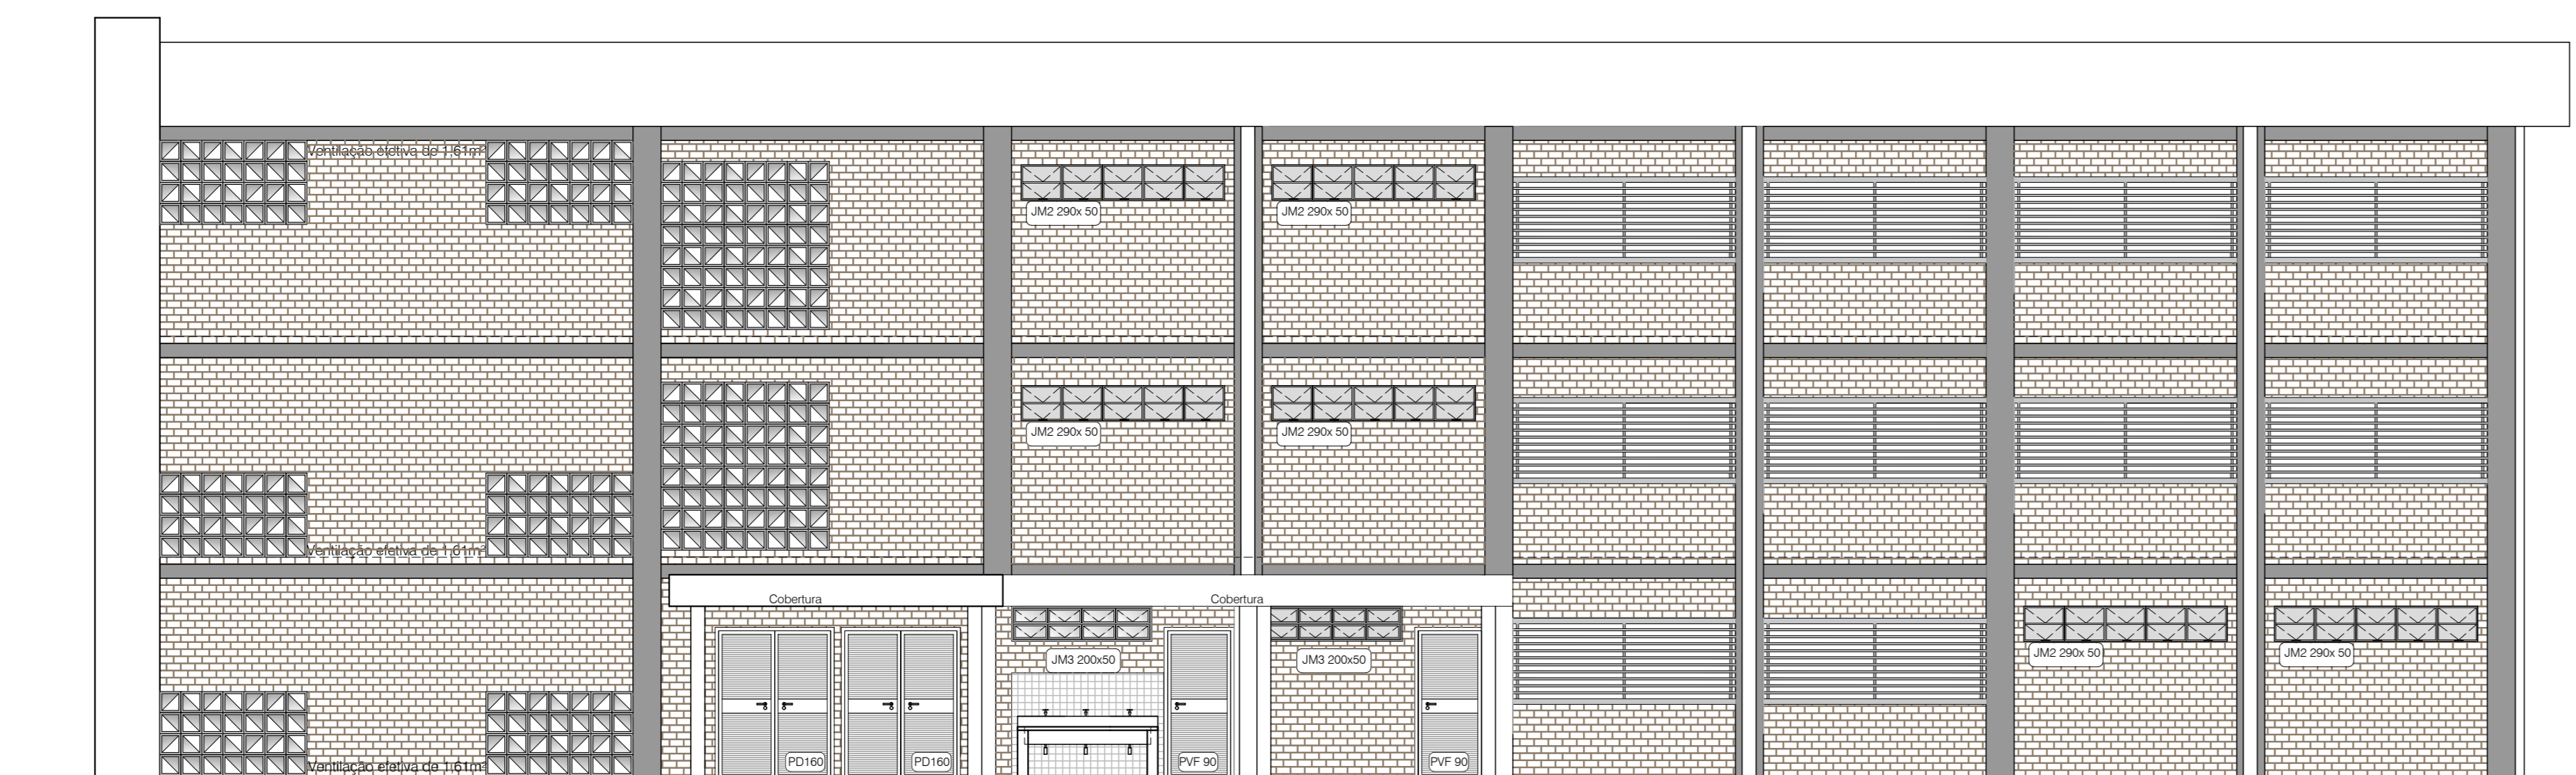 Ventilação efetiva de 1,61m²
JM2 290x 50
JM2 290x 50
JM2 290x 50
JM2 290x 50
Ventilação efetiva de 1,61m²
Cobertura
Cobertura
JM3 200x50
JM3 200x50
JM2 290x 50
JM2 290x 50
Ventilação efetiva de 1,61m²
PD160
PD160
PVF 90
PVF 90